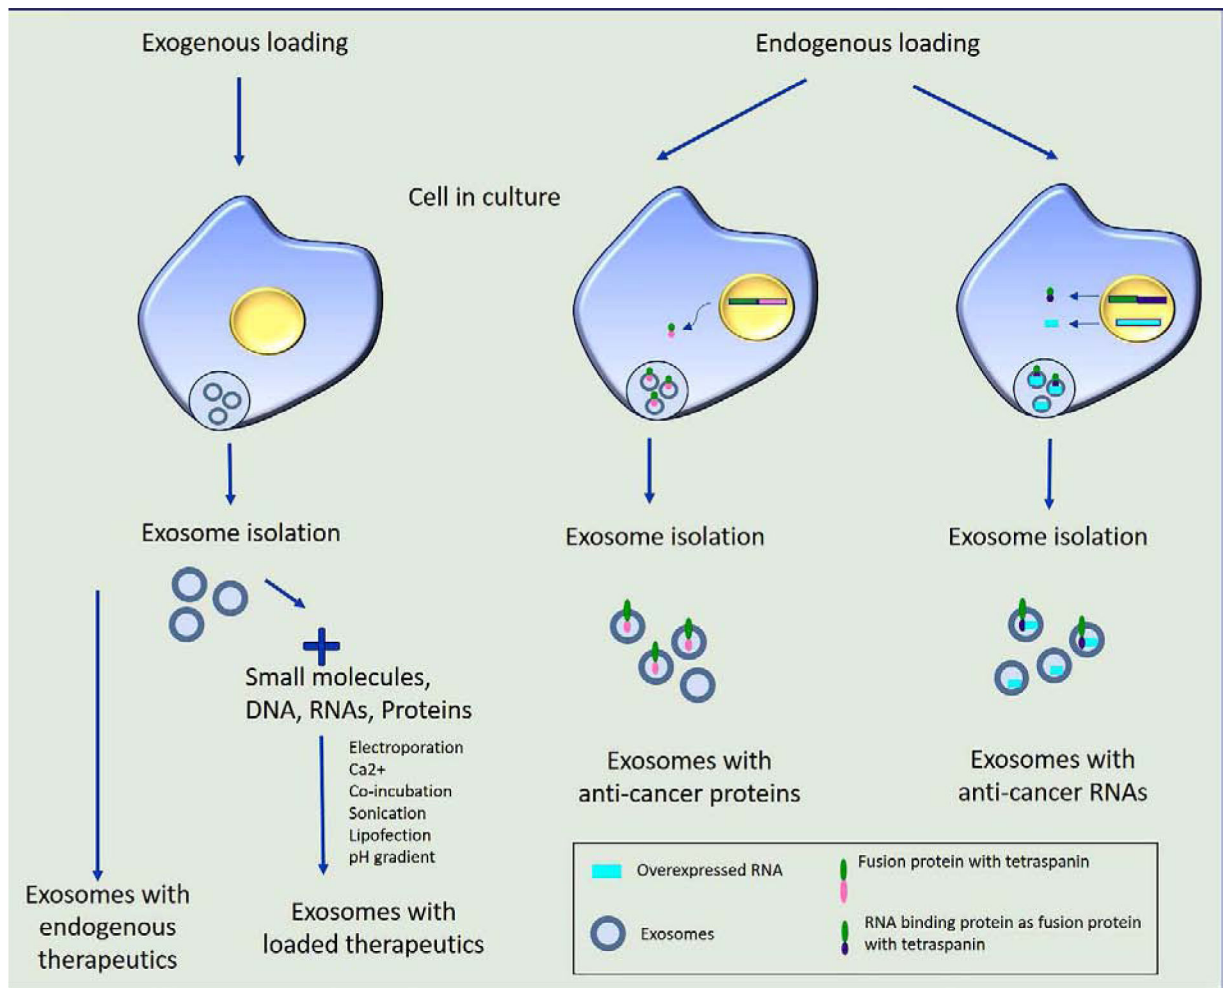 Exogenous loading
Endogenous loading
Cell in culture
Exosome isolation
Exosome isolation
Exosome isolation
Small molecules,
DNA, RNAs, Proteins
Electroporation
Ca2+
Co-incubation
Sonication
Lipofection
pH gradient
Exosomes with
endogenous
therapeutics
Exosomes with
loaded therapeutics
Exosomes with
anti-cancer proteins
Exosomes with
anti-cancer RNAs
Overexpressed RNA
Fusion protein with tetraspanin
Exosomes
RNA binding protein as fusion protein
with tetraspanin